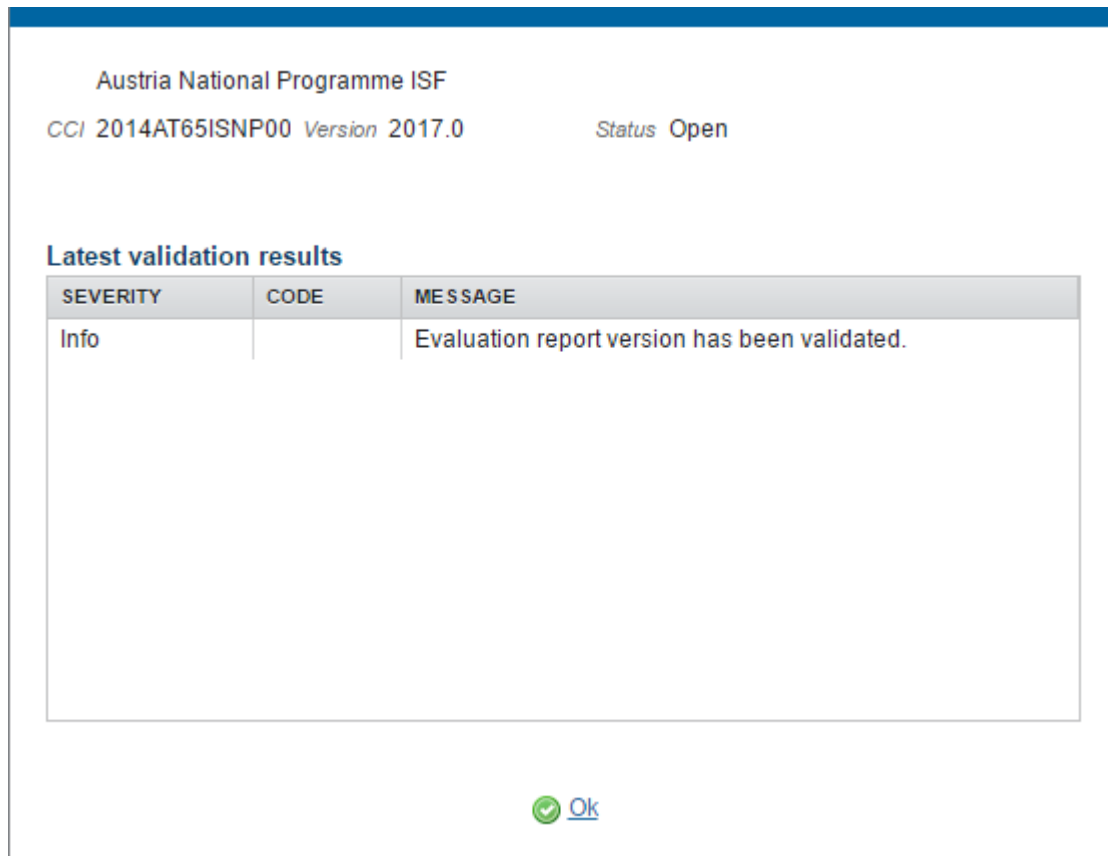 Austria National Programme ISF
CCI 2014AT65ISNP00 Version 2017.0 Status Open
Latest validation results
SEVERITY CODE MESSAGE
Info Evaluation report version has been validated.
Ok